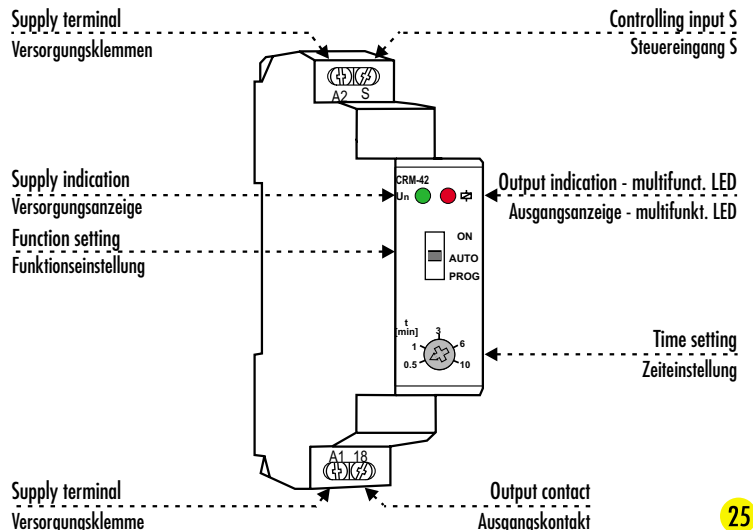 Supply terminal
Versorgungsklemmen
Controlling input S
Steuereingang S
A2 S
Supply indication
Versorgungsanzeige
CRM-42
Un
Output indication - multifunct. LED
Ausgangsanzeige - multifunkt. LED
Function setting
Funktionseinstellung
ON
AUTO
PROG
t
[min]
3
1
6
0.5
10
Time setting
Zeiteinstellung
A1 18
Supply terminal
Versorgungsklemme
Output contact
Ausgangskontakt
25